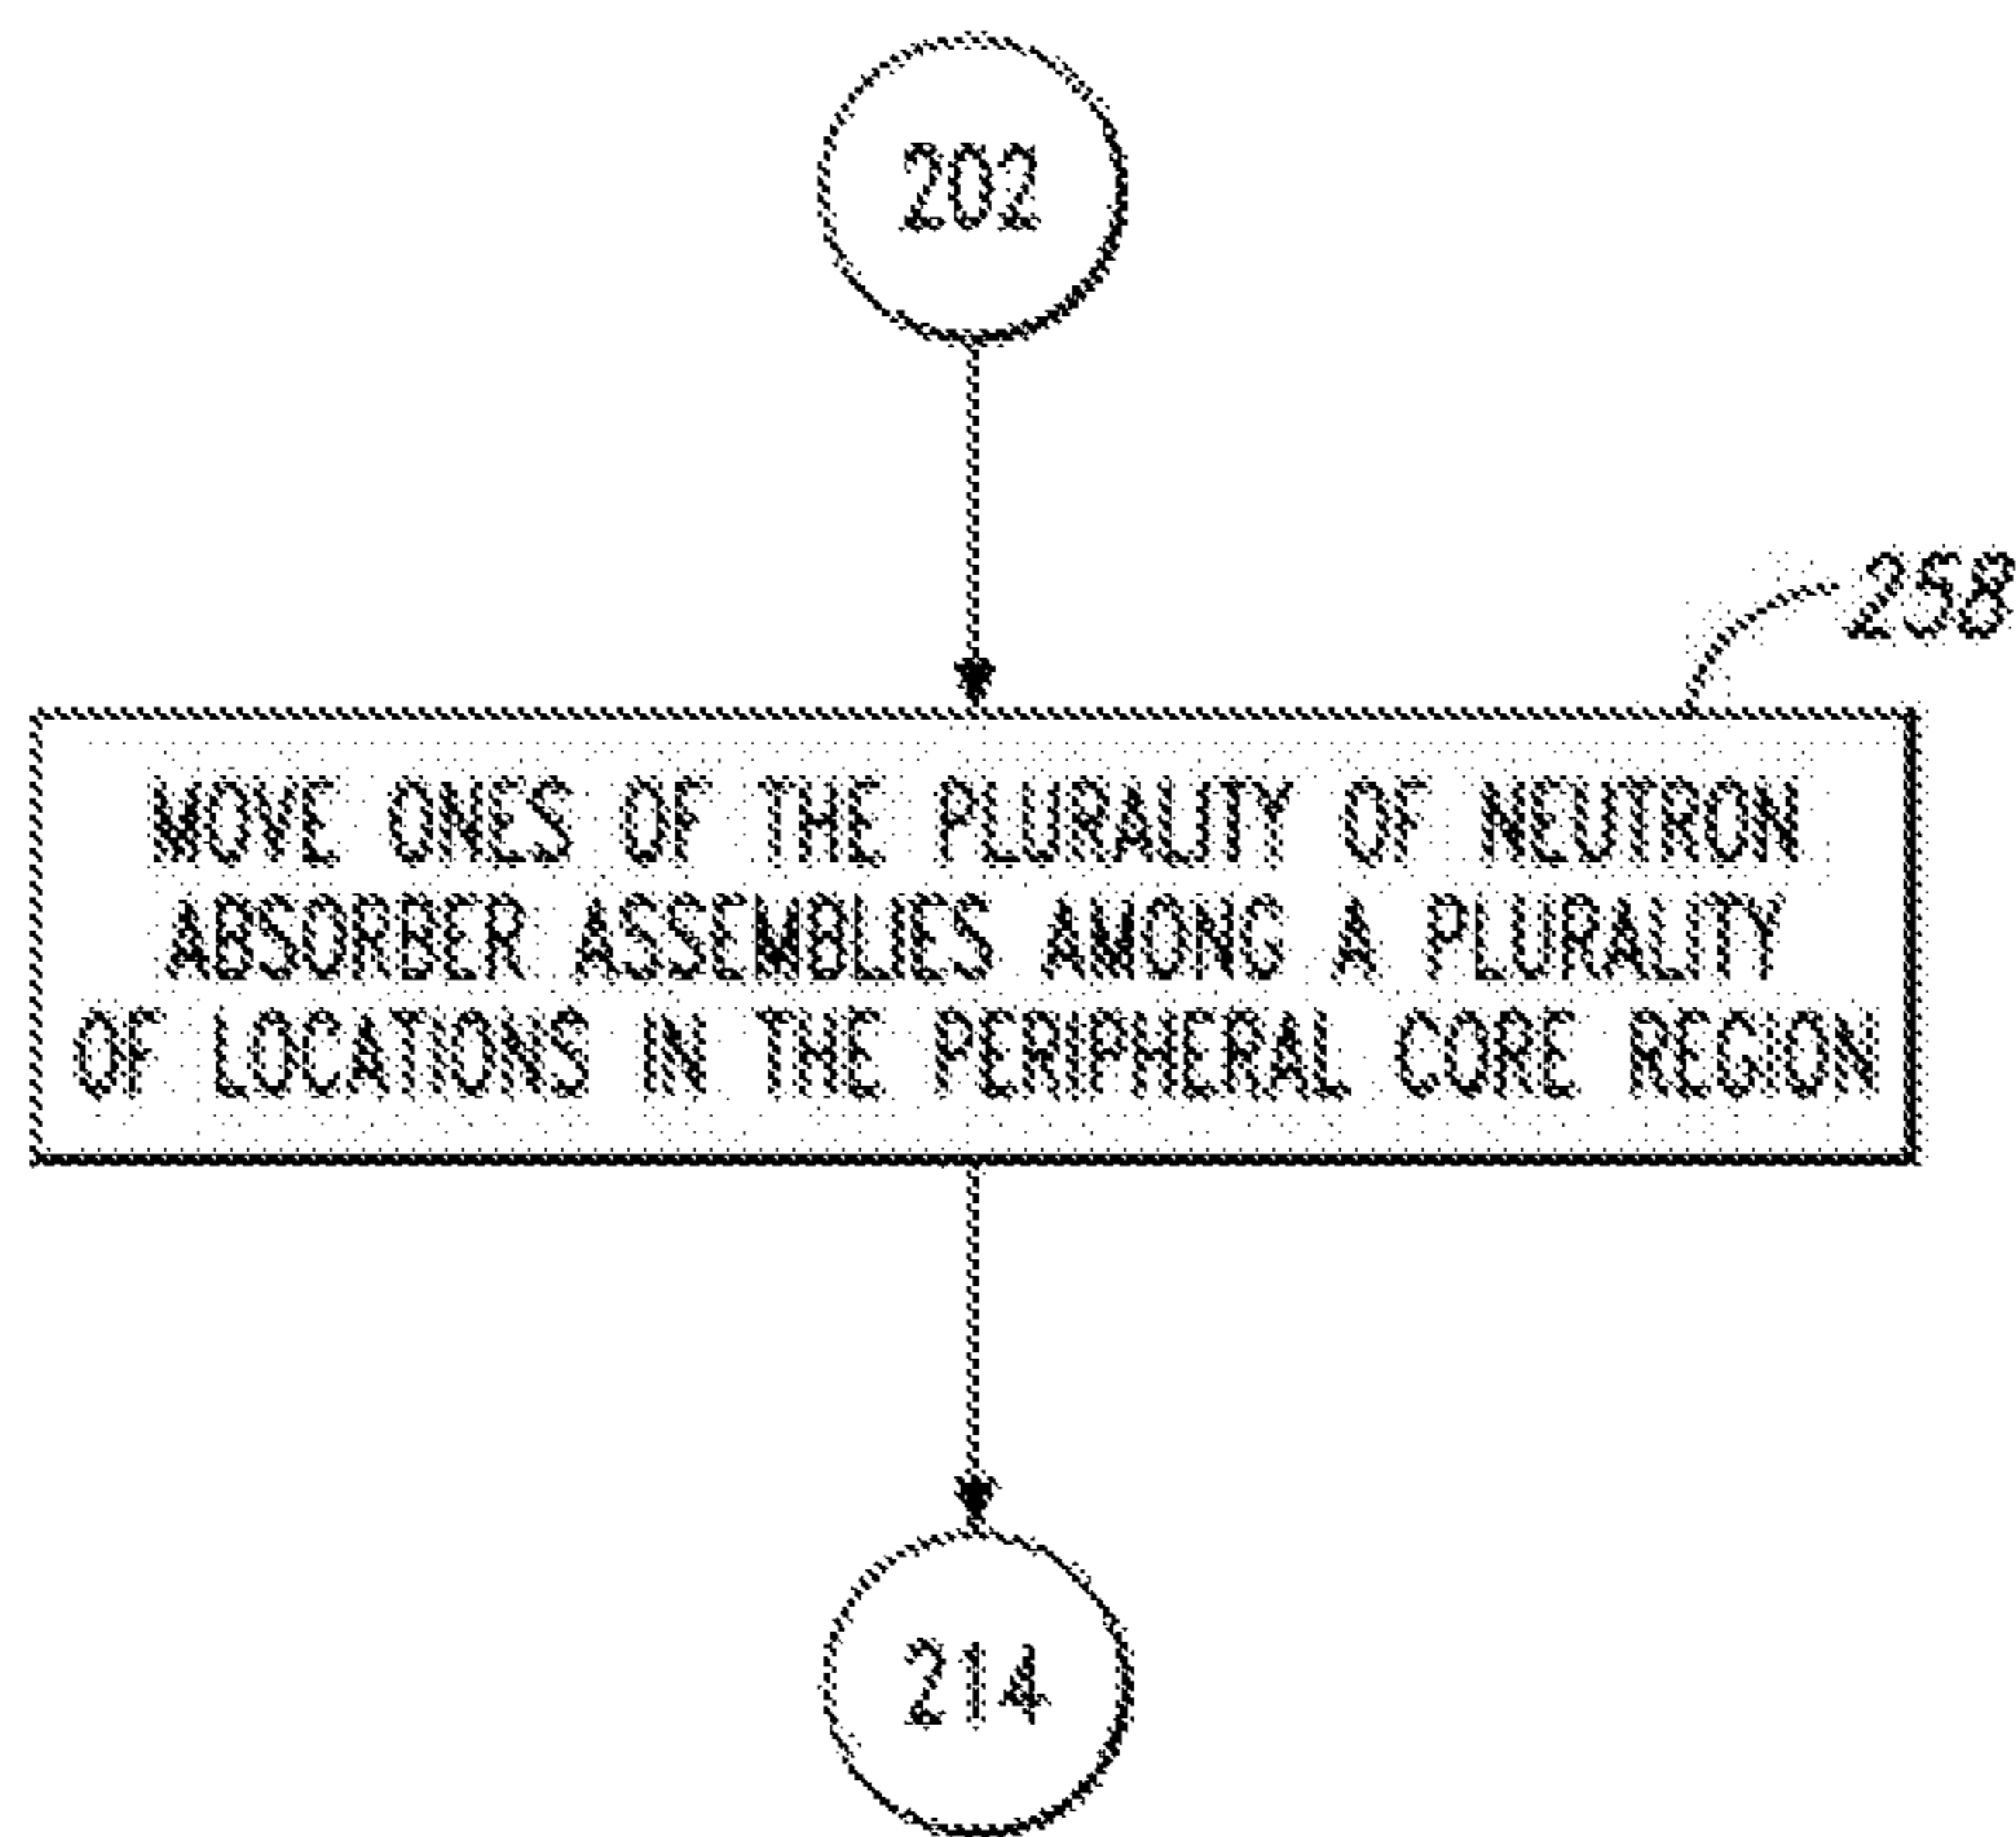 202
258
MOVE ONES OF THE PLURALITY OF NEUTRON
ABSORBER ASSEMBLIES AMONG A PLURALITY
OF LOCATIONS IN THE PERIPHERAL CORE REGION
214